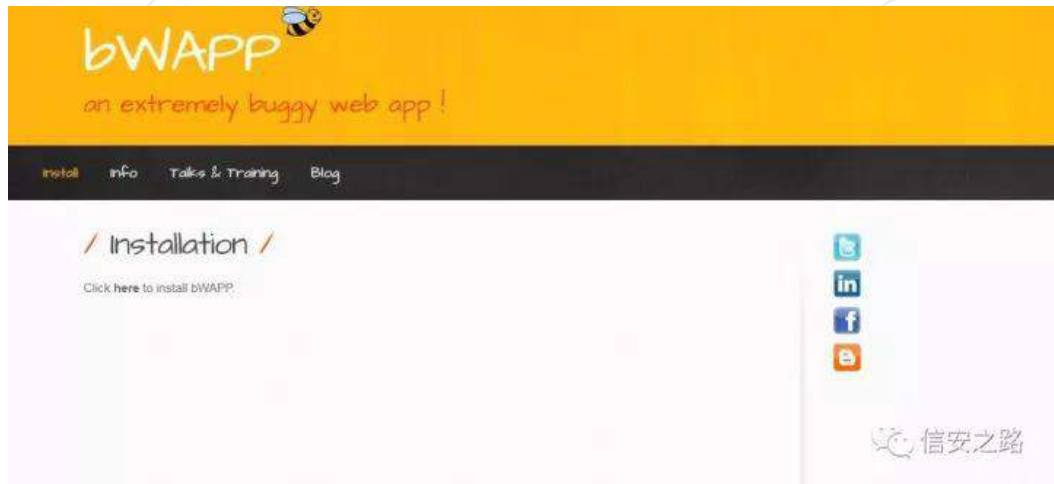 bWAPP
an extremely buggy web app !
Install Info Talks & Training Blog
/ Installation /
Click here to install bWAPP.
信安之路